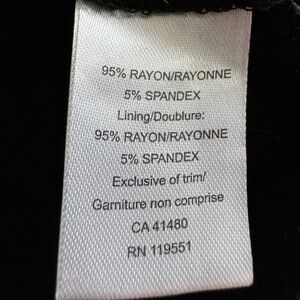 95% RAYON/RAYONNE
5% SPANDEX
Lining/Doublure:
95% RAYON/RAYONNE
5% SPANDEX
Exclusive of trim/
Garniture non comprise
CA 41480
RN 119551